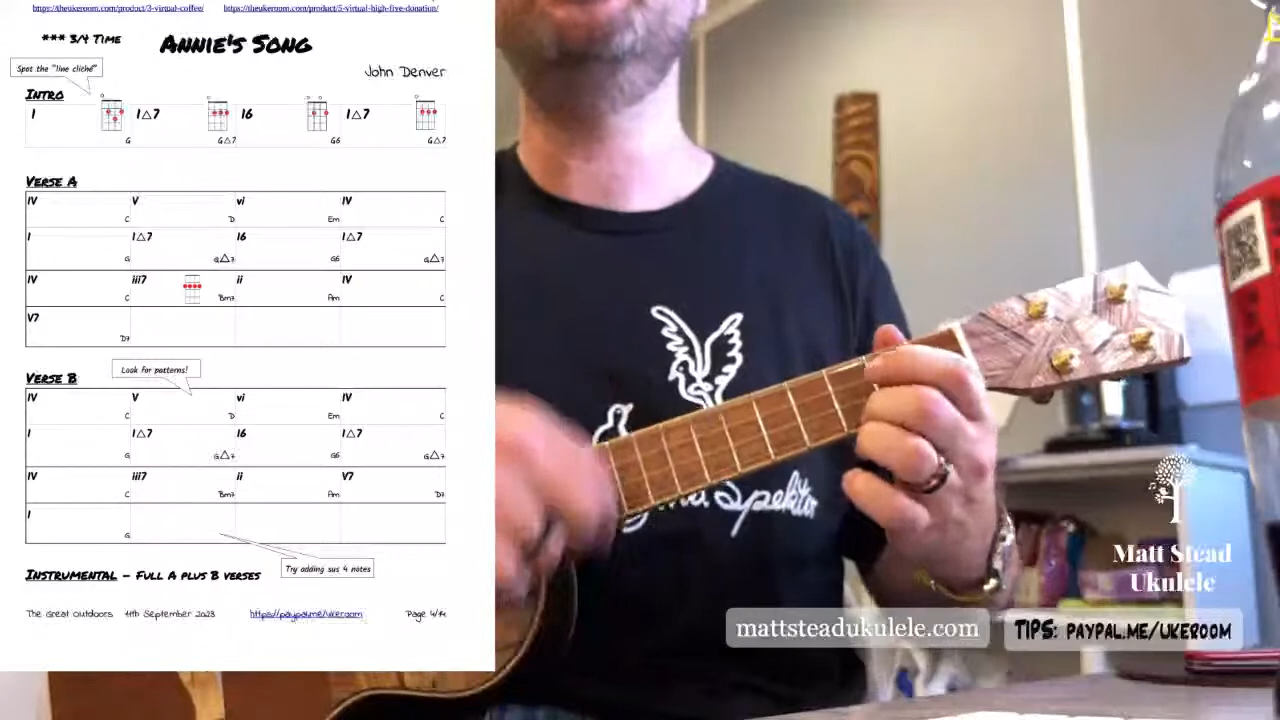 https://theukeroom.com/product/3-virtual-coffee/ https://theukeroom.com/product/5-virtual-high-five-donation/
*** 3/4 Time Annie's Song
Spot the "line cliché" John Denver
Intro
I I△7 I6 I△7
G G△7 G6 G△7
Verse A
IV V vi IV
C D Em C
I I△7 I6 I△7
G G△7 G6 G△7
IV iii7 ii IV
C Bm7 Am C
V7
D7
Look for patterns!
Verse B
IV V vi IV
C D Em C
I I△7 I6 I△7
G G△7 G6 G△7
IV iii7 ii V7
C Bm7 Am D7
I
G
Try adding sus 4 notes
Instrumental – Full A plus B verses
The Great Outdoors 11th September 2023 https://paypal.me/ukeroom Page 4/14
Spektor
Matt Stead
Ukulele
mattsteadukulele.com
TIPS: PAYPAL.ME/UKEROOM